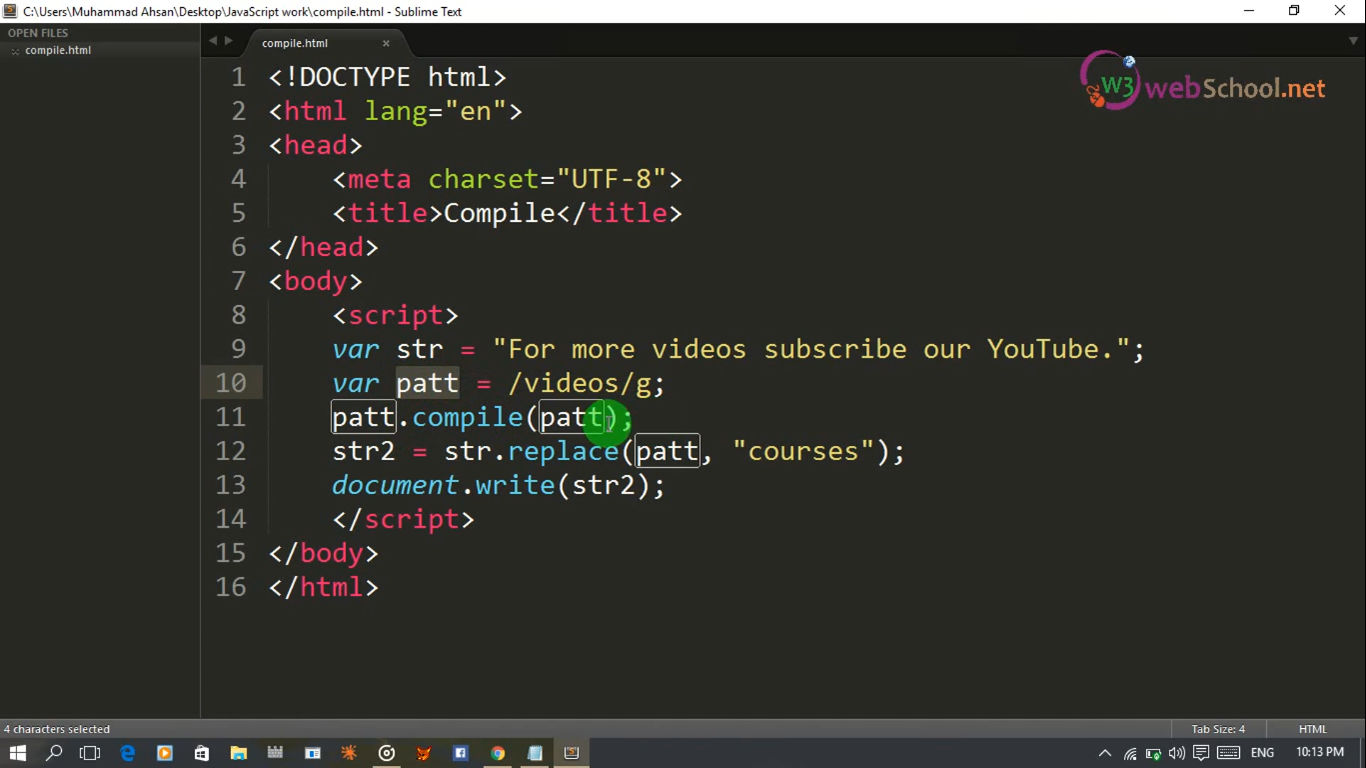 C:\Users\Muhammad Ahsan\Desktop\JavaScript work\compile.html - Sublime Text
OPEN FILES
compile.html
compile.html
W3 webSchool.net
1 <!DOCTYPE html>
2 <html lang="en">
3 <head>
4 <meta charset="UTF-8">
5 <title>Compile</title>
6 </head>
7 <body>
8 <script>
9 var str = "For more videos subscribe our YouTube.";
10 var patt = /videos/g;
11 patt.compile(patt);
12 str2 = str.replace(patt, "courses");
13 document.write(str2);
14 </script>
15 </body>
16 </html>
4 characters selected
Tab Size: 4
HTML
ENG
10:13 PM